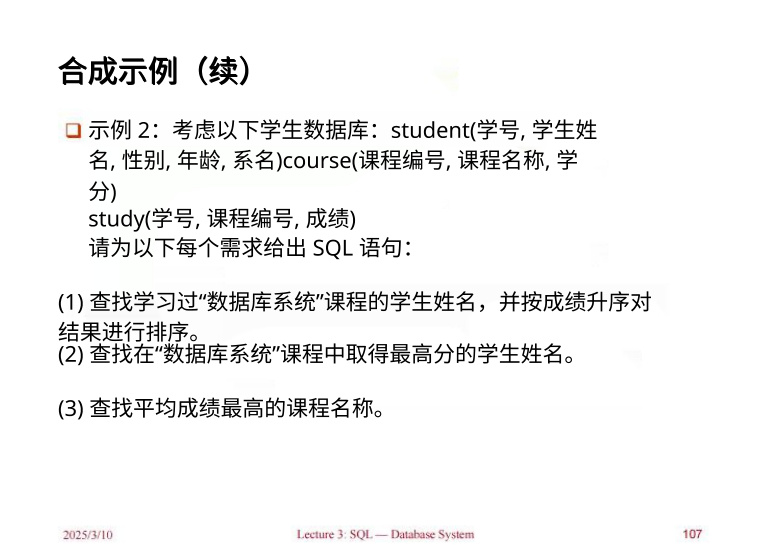 合成示例（续）
示例 2：考虑以下学生数据库：student(学号, 学生姓
名, 性别, 年龄, 系名)course(课程编号, 课程名称, 学
分)
study(学号, 课程编号, 成绩)
请为以下每个需求给出 SQL 语句：
(1) 查找学习过“数据库系统”课程的学生姓名，并按成绩升序对
结果进行排序。
(2) 查找在“数据库系统”课程中取得最高分的学生姓名。
(3) 查找平均成绩最高的课程名称。
2025/3/10 Lecture 3: SQL — Database System 107